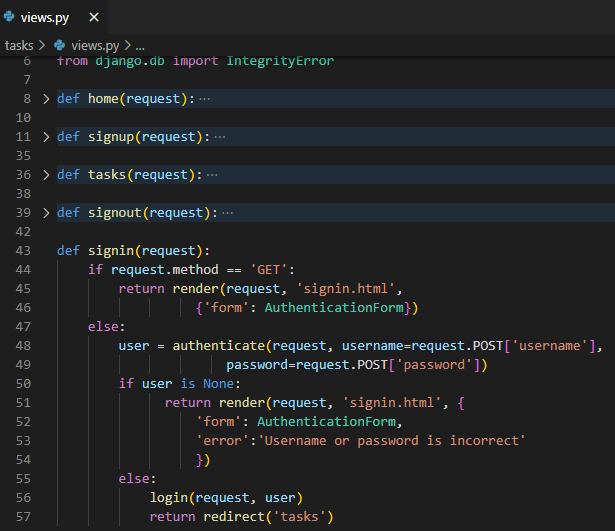 views.py ×
tasks > views.py > ...
6 from django.db import IntegrityError
7
8 > def home(request): ···
10
11 > def signup(request): ···
35
36 > def tasks(request): ···
38
39 > def signout(request): ···
42
43 def signin(request):
44     if request.method == 'GET':
45         return render(request, 'signin.html',
46                   {'form': AuthenticationForm})
47     else:
48         user = authenticate(request, username=request.POST['username'],
49                       password=request.POST['password'])
50         if user is None:
51               return render(request, 'signin.html', {
52                   'form': AuthenticationForm,
53                   'error':'Username or password is incorrect'
54                   })
55         else:
56             login(request, user)
57             return redirect('tasks')